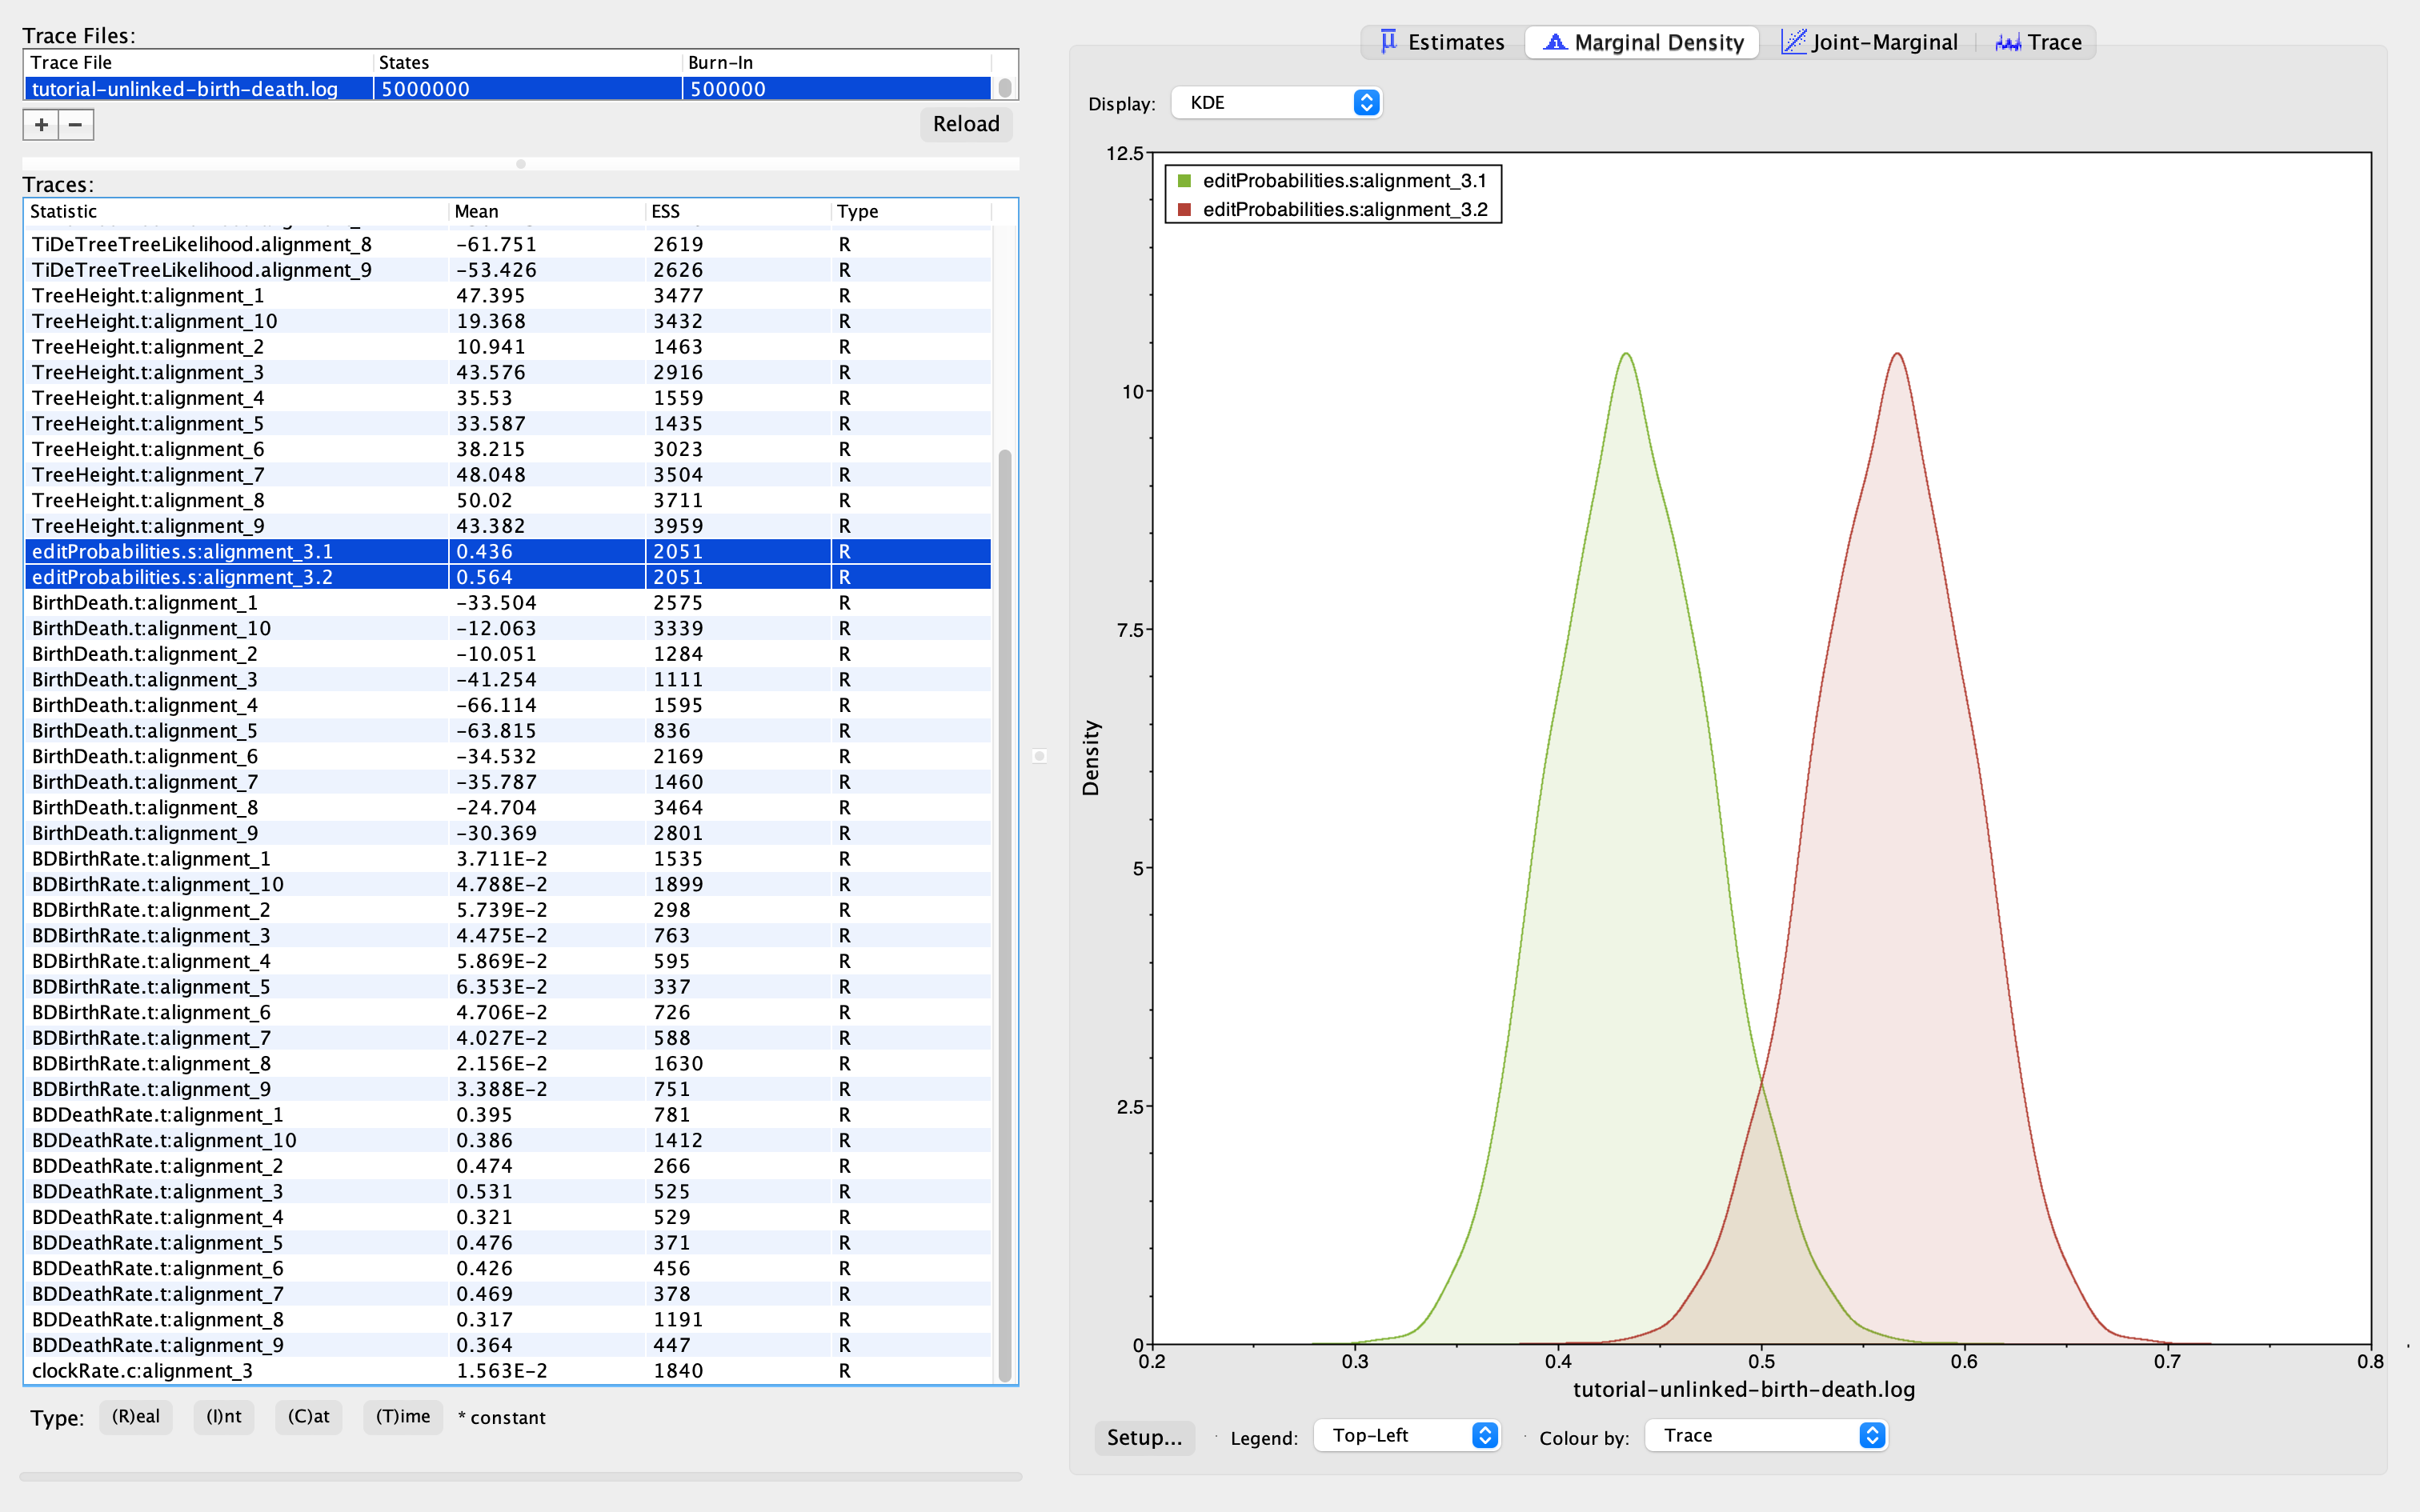 Trace Files:
Trace File States Burn-In
tutorial-unlinked-birth-death.log 5000000 500000
+ −
Reload
Traces:
Statistic Mean ESS Type
TiDeTreeTreeLikelihood.alignment_8 −61.751 2619 R
TiDeTreeTreeLikelihood.alignment_9 −53.426 2626 R
TreeHeight.t:alignment_1 47.395 3477 R
TreeHeight.t:alignment_10 19.368 3432 R
TreeHeight.t:alignment_2 10.941 1463 R
TreeHeight.t:alignment_3 43.576 2916 R
TreeHeight.t:alignment_4 35.53 1559 R
TreeHeight.t:alignment_5 33.587 1435 R
TreeHeight.t:alignment_6 38.215 3023 R
TreeHeight.t:alignment_7 48.048 3504 R
TreeHeight.t:alignment_8 50.02 3711 R
TreeHeight.t:alignment_9 43.382 3959 R
editProbabilities.s:alignment_3.1 0.436 2051 R
editProbabilities.s:alignment_3.2 0.564 2051 R
BirthDeath.t:alignment_1 −33.504 2575 R
BirthDeath.t:alignment_10 −12.063 3339 R
BirthDeath.t:alignment_2 −10.051 1284 R
BirthDeath.t:alignment_3 −41.254 1111 R
BirthDeath.t:alignment_4 −66.114 1595 R
BirthDeath.t:alignment_5 −63.815 836 R
BirthDeath.t:alignment_6 −34.532 2169 R
BirthDeath.t:alignment_7 −35.787 1460 R
BirthDeath.t:alignment_8 −24.704 3464 R
BirthDeath.t:alignment_9 −30.369 2801 R
BDBirthRate.t:alignment_1 3.711E−2 1535 R
BDBirthRate.t:alignment_10 4.788E−2 1899 R
BDBirthRate.t:alignment_2 5.739E−2 298 R
BDBirthRate.t:alignment_3 4.475E−2 763 R
BDBirthRate.t:alignment_4 5.869E−2 595 R
BDBirthRate.t:alignment_5 6.353E−2 337 R
BDBirthRate.t:alignment_6 4.706E−2 726 R
BDBirthRate.t:alignment_7 4.027E−2 588 R
BDBirthRate.t:alignment_8 2.156E−2 1630 R
BDBirthRate.t:alignment_9 3.388E−2 751 R
BDDeathRate.t:alignment_1 0.395 781 R
BDDeathRate.t:alignment_10 0.386 1412 R
BDDeathRate.t:alignment_2 0.474 266 R
BDDeathRate.t:alignment_3 0.531 525 R
BDDeathRate.t:alignment_4 0.321 529 R
BDDeathRate.t:alignment_5 0.476 371 R
BDDeathRate.t:alignment_6 0.426 456 R
BDDeathRate.t:alignment_7 0.469 378 R
BDDeathRate.t:alignment_8 0.317 1191 R
BDDeathRate.t:alignment_9 0.364 447 R
clockRate.c:alignment_3 1.563E−2 1840 R
Type: (R)eal (I)nt (C)at (T)ime * constant
μ Estimates Marginal Density Joint-Marginal Trace
Display: KDE
12.5
editProbabilities.s:alignment_3.1
editProbabilities.s:alignment_3.2
10
7.5
Density
5
2.5
0
0.2 0.3 0.4 0.5 0.6 0.7 0.8
tutorial-unlinked-birth-death.log
Setup... Legend: Top-Left Colour by: Trace